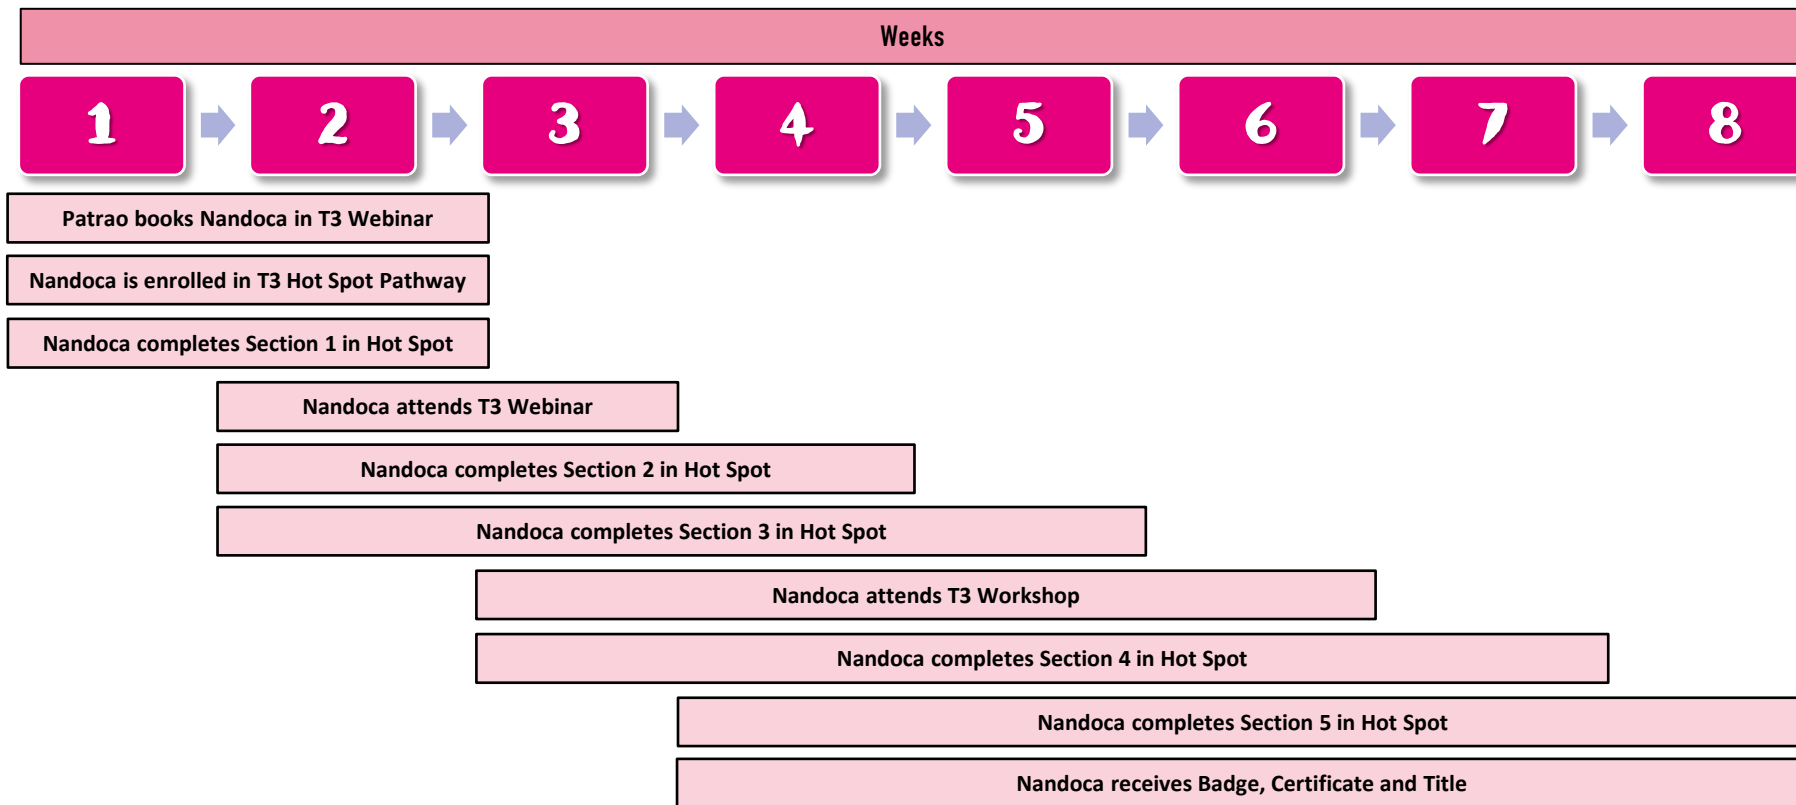 Weeks
1 2 3 4 5 6 7 8
Patrao books Nandoca in T3 Webinar
Nandoca is enrolled in T3 Hot Spot Pathway
Nandoca completes Section 1 in Hot Spot
Nandoca attends T3 Webinar
Nandoca completes Section 2 in Hot Spot
Nandoca completes Section 3 in Hot Spot
Nandoca attends T3 Workshop
Nandoca completes Section 4 in Hot Spot
Nandoca completes Section 5 in Hot Spot
Nandoca receives Badge, Certificate and Title